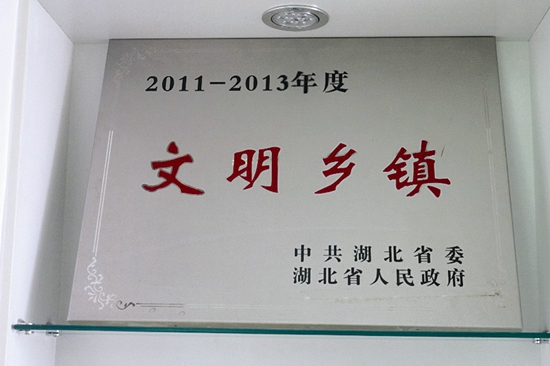 2011-2013年度
文明乡镇
中共湖北省委
湖北省人民政府